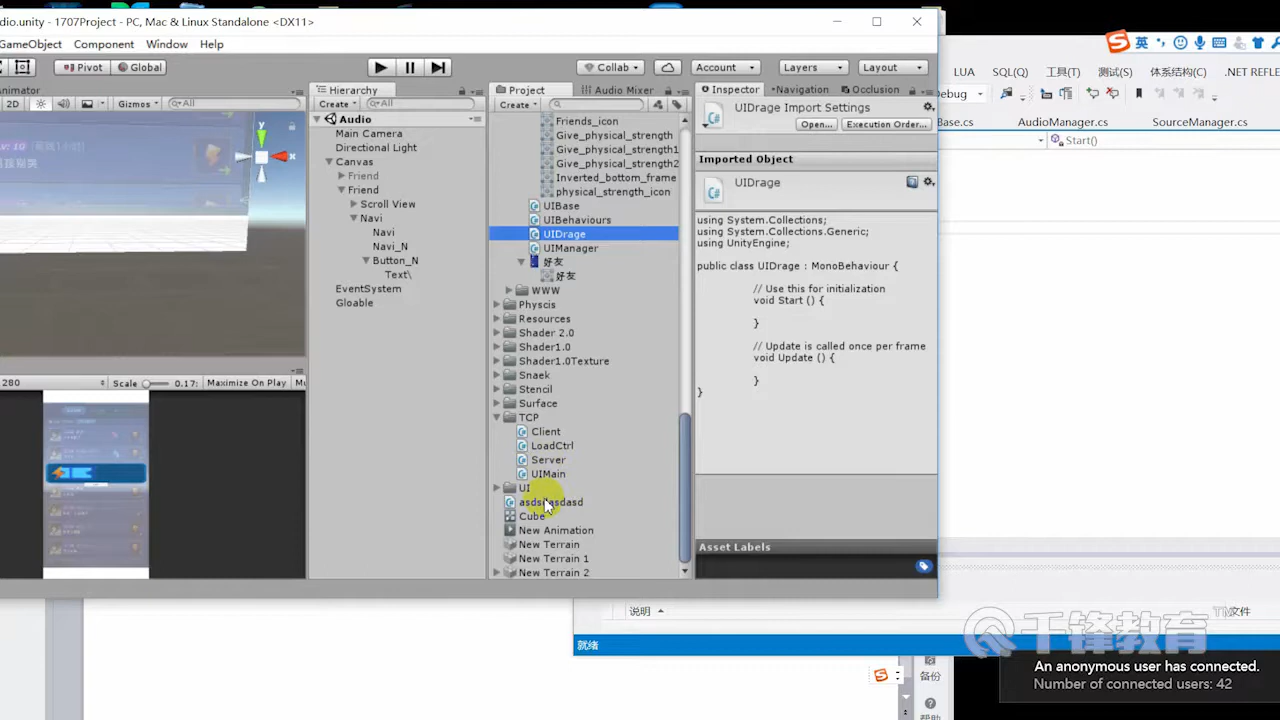 dio.unity - 1707Project - PC, Mac & Linux Standalone <DX11>
GameObject Component Window Help
Pivot Global Collab Account Layers Layout
Animator
2D Gizmos All
280 Scale 0.17: Maximize On Play Mu
Hierarchy
Create All
Audio
Main Camera
Directional Light
Canvas
Friend
Friend
Scroll View
Navi
Navi
Navi_N
Button_N
Text\
EventSystem
Gloable
Project Audio Mixer
Create
Friends_icon
Give_physical_strength
Give_physical_strength1
Give_physical_strength2
Inverted_bottom_frame
physical_strength_icon
UIBase
UIBehaviours
UIDrage
UIManager
好友
好友
WWW
Physcis
Resources
Shader 2.0
Shader1.0
Shader1.0Texture
Snaek
Stencil
Surface
TCP
Client
LoadCtrl
Server
UIMain
UI
Cube
New Animation
New Terrain
New Terrain 1
New Terrain 2
Inspector Navigation Occlusion
UIDrage Import Settings
Open... Execution Order...
Imported Object
UIDrage
using System.Collections;
using System.Collections.Generic;
using UnityEngine;
public class UIDrage : MonoBehaviour {
// Use this for initialization
void Start () {
}
// Update is called once per frame
void Update () {
}
}
Asset Labels
英
LUA SQL(Q) 工具(T) 测试(S) 体系结构(C) .NET REFLE
Debug
Base.cs AudioManager.cs SourceManager.cs
Start()
说明 文件
就绪
千锋教育
TM
备份
帮助
An anonymous user has connected.
Number of connected users: 42